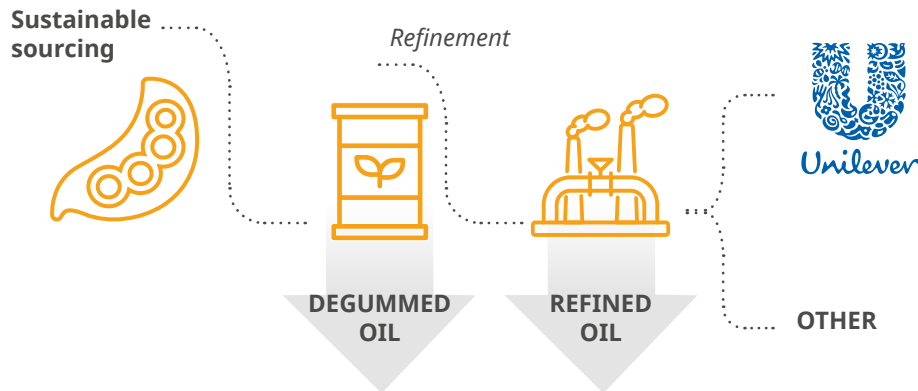 Sustainable
sourcing
Refinement
Unilever
DEGUMMED
OIL
REFINED
OIL
OTHER